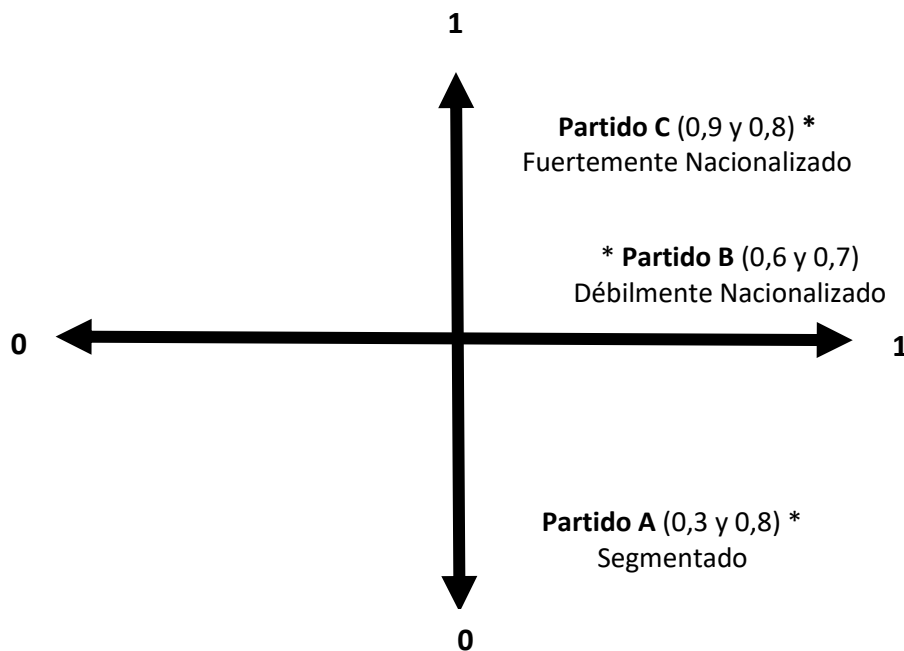 1
Partido C (0,9 y 0,8) *
Fuertemente Nacionalizado
* Partido B (0,6 y 0,7)
Débilmente Nacionalizado
0
1
Partido A (0,3 y 0,8) *
Segmentado
0